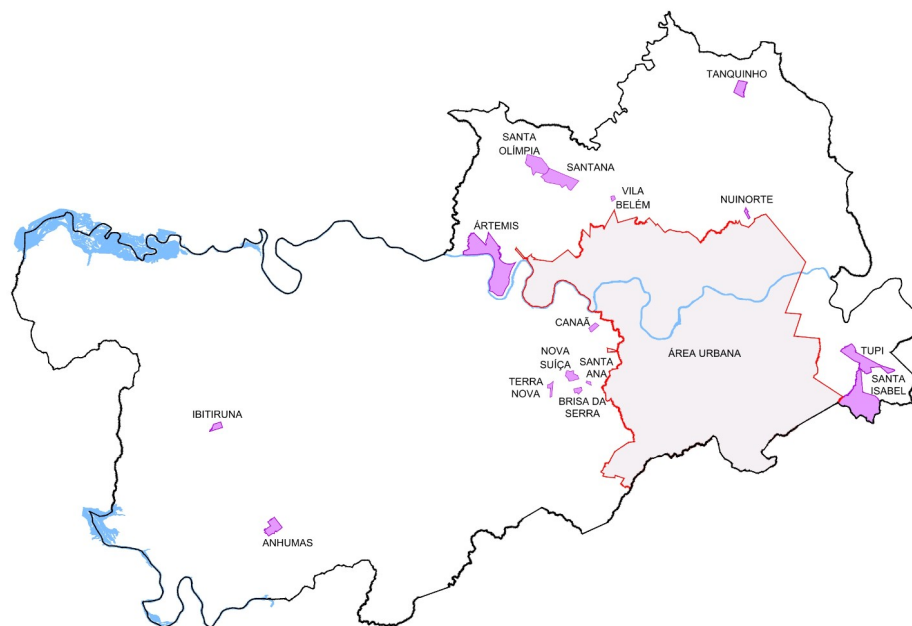 TANQUINHO
SANTA
OLÍMPIA
SANTANA
VILA
BELÉM
NUINORTE
ÁRTEMIS
CANAÃ
NOVA
SUÍÇA
SANTA
ANA
ÁREA URBANA
TUPI
SANTA
ISABEL
TERRA
NOVA
BRISA DA
SERRA
IBITIRUNA
ANHUMAS